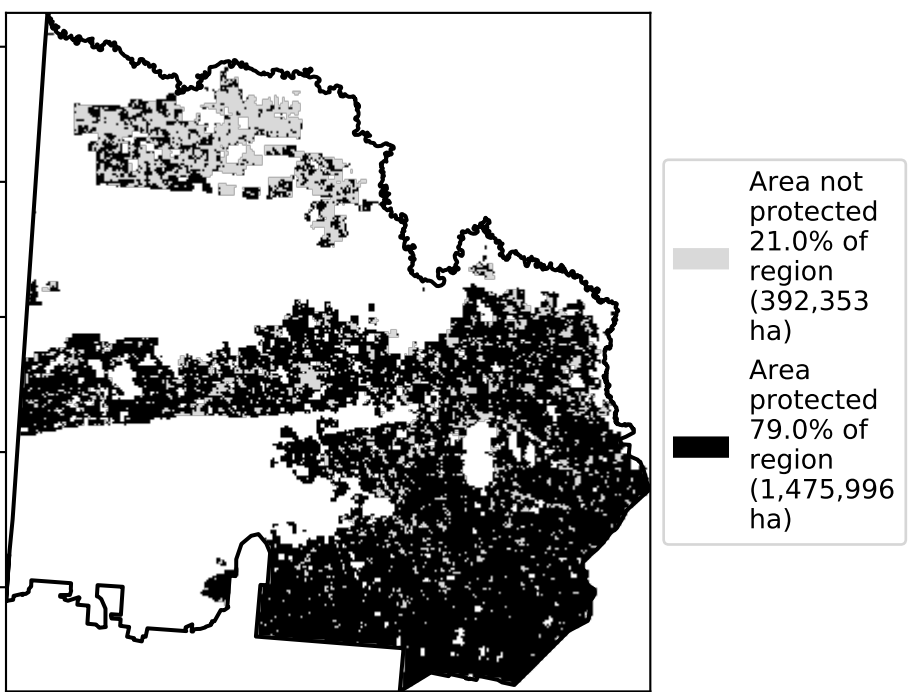 Area not
protected
21.0% of
region
(392,353
ha)
Area
protected
79.0% of
region
(1,475,996
ha)